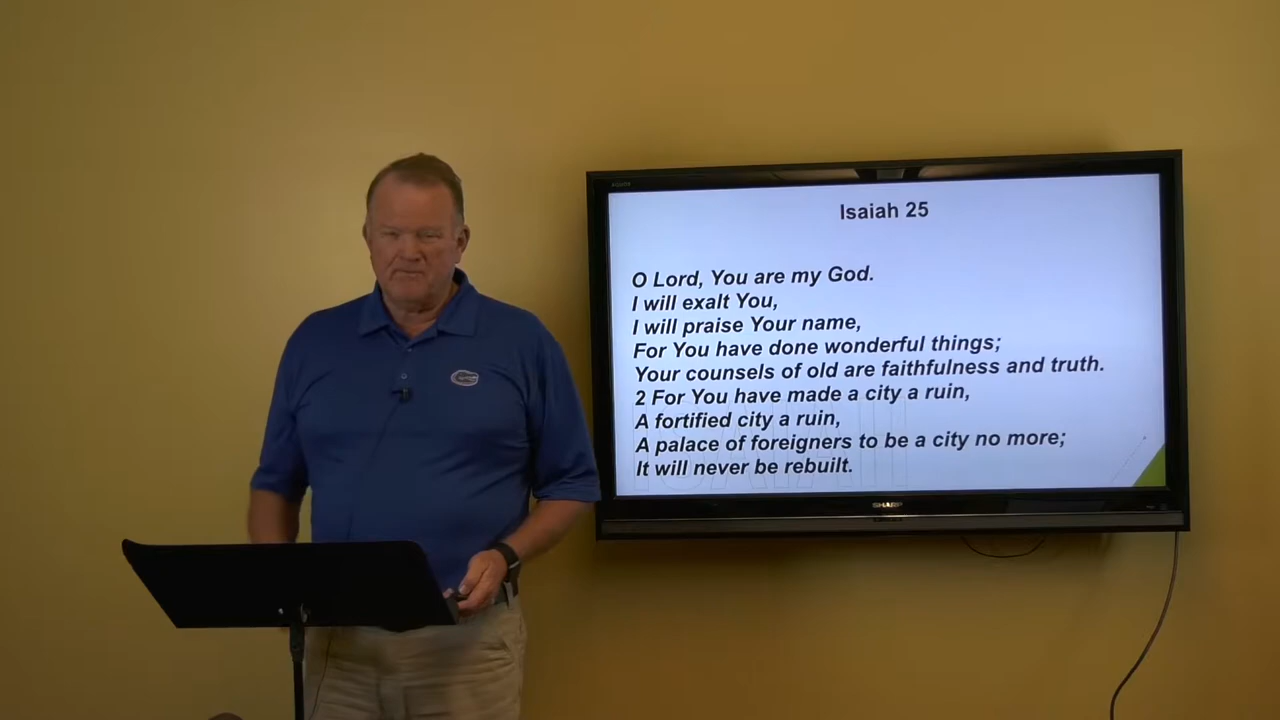 Isaiah 25
O Lord, You are my God.
I will exalt You,
I will praise Your name,
For You have done wonderful things;
Your counsels of old are faithfulness and truth.
2 For You have made a city a ruin,
A fortified city a ruin,
A palace of foreigners to be a city no more;
It will never be rebuilt.
SHARP